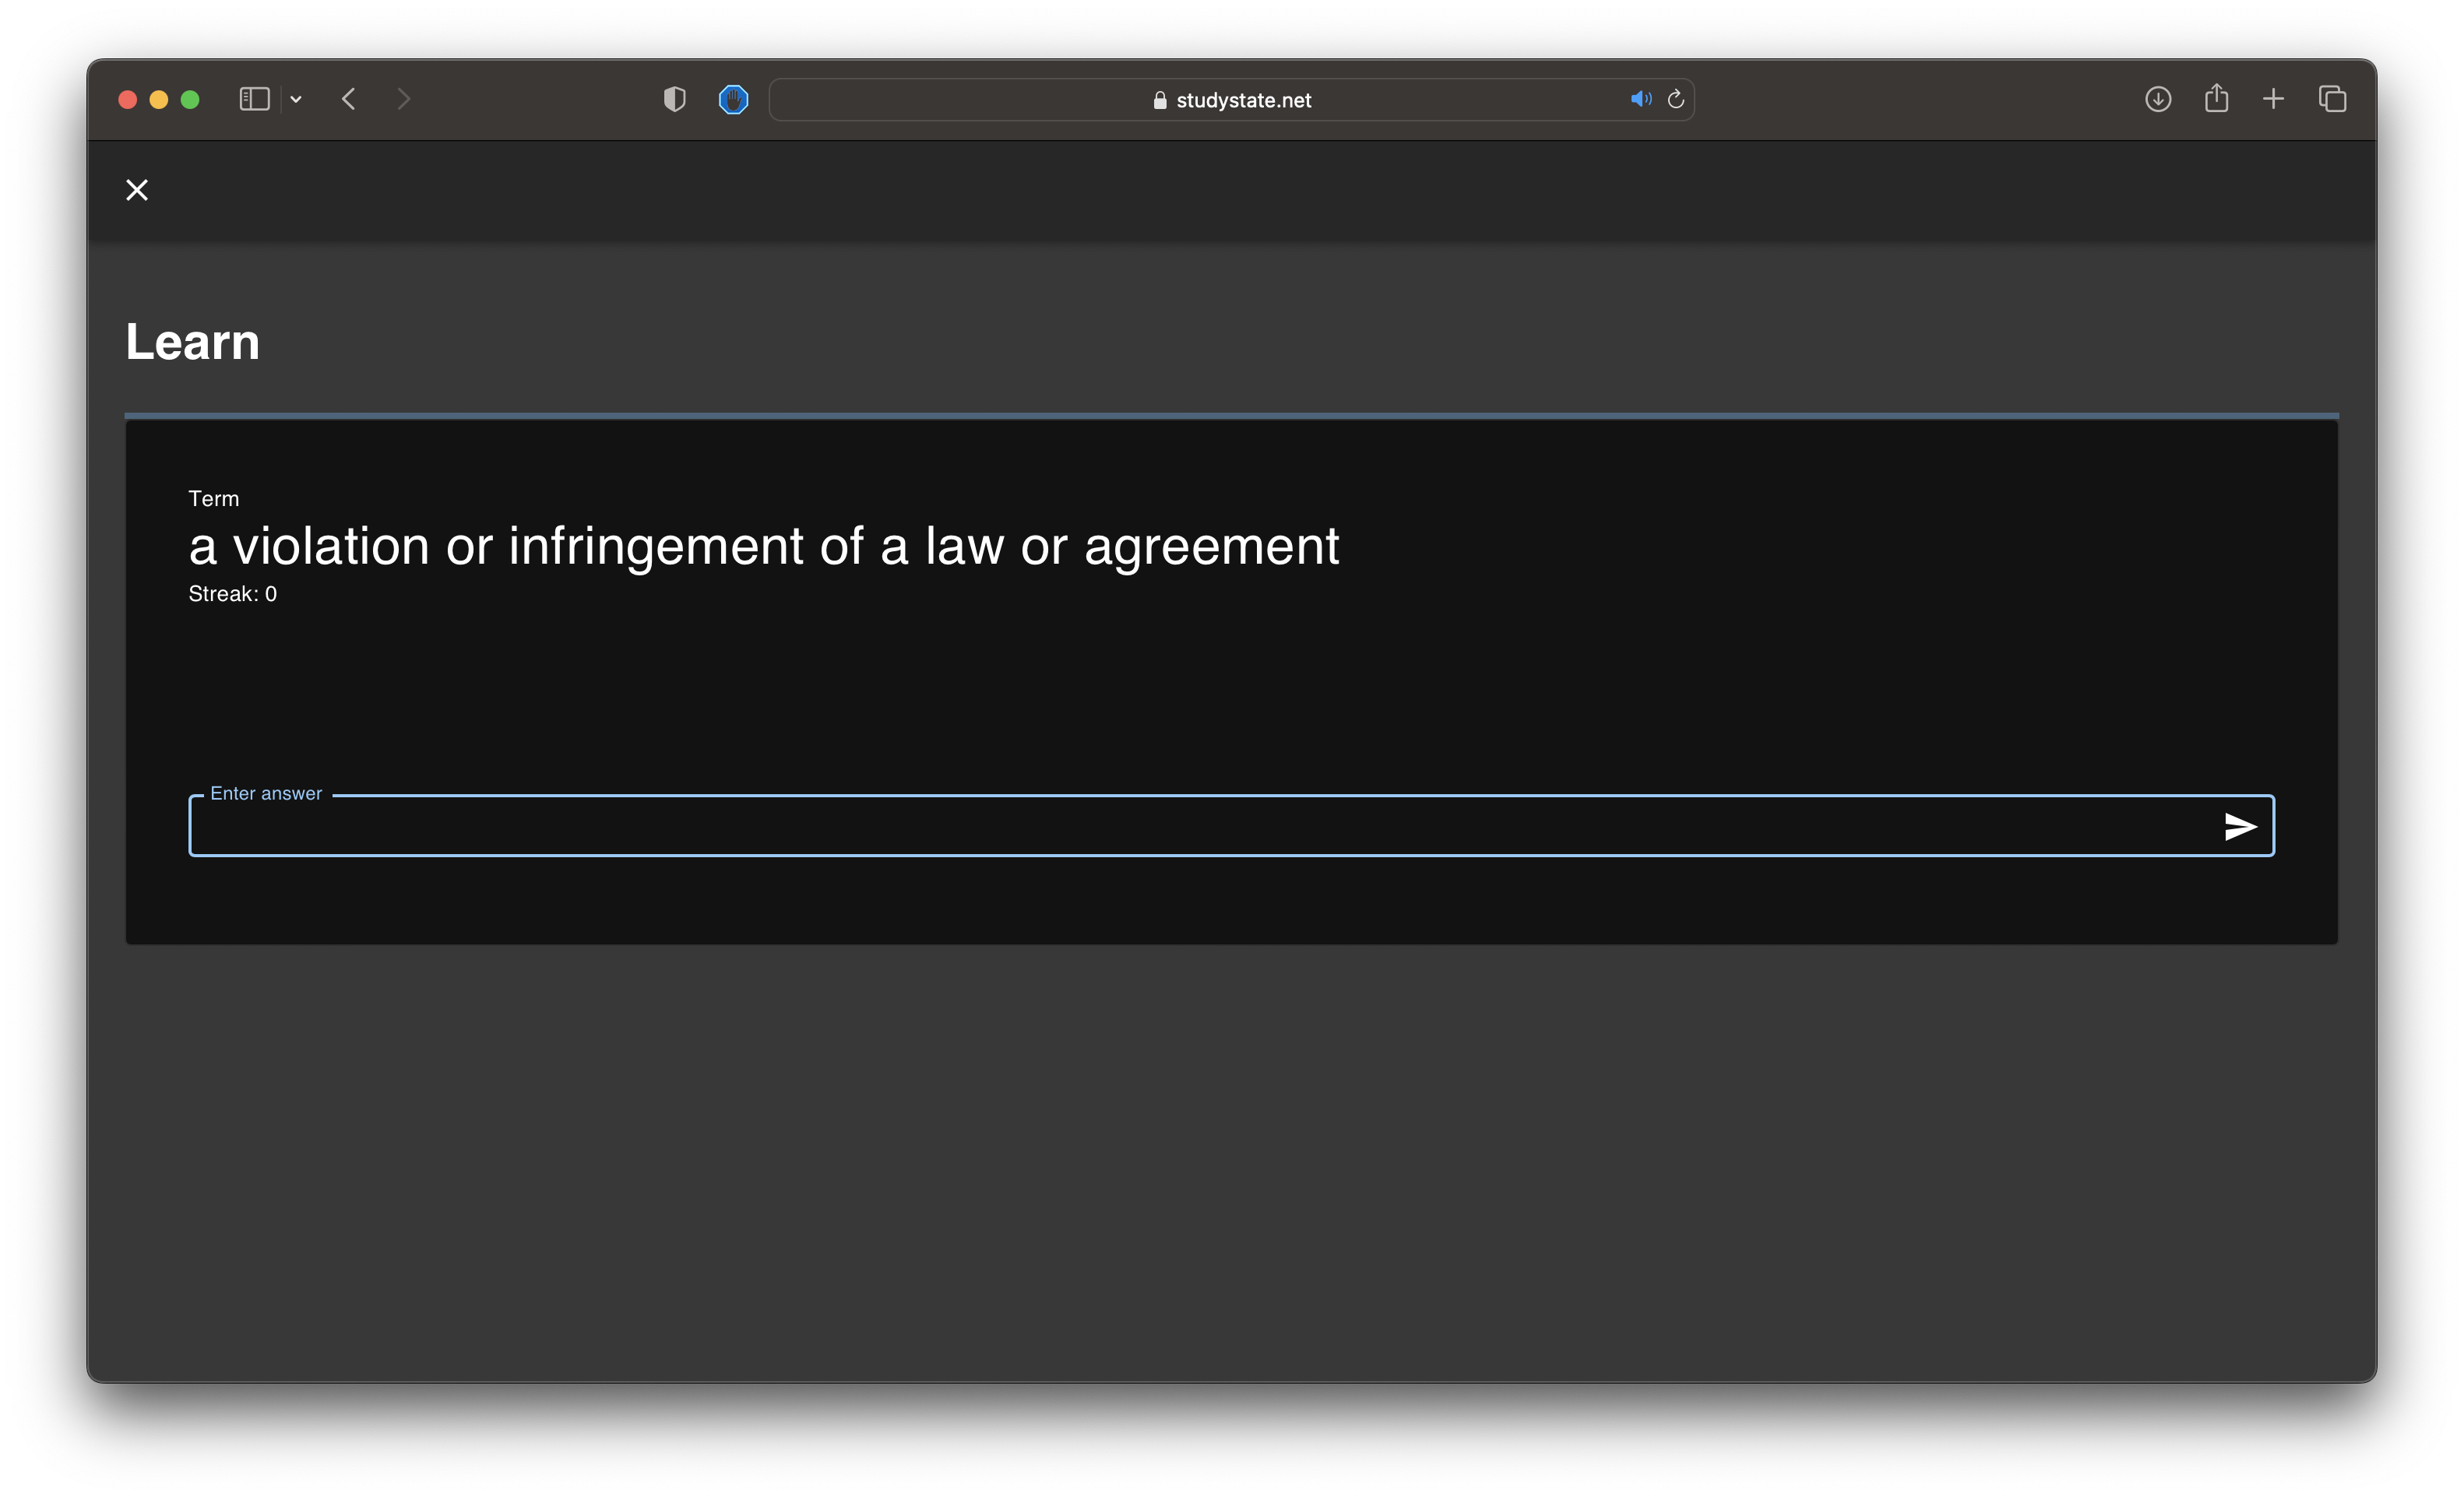 studystate.net
Learn
Term
a violation or infringement of a law or agreement
Streak: 0
Enter answer